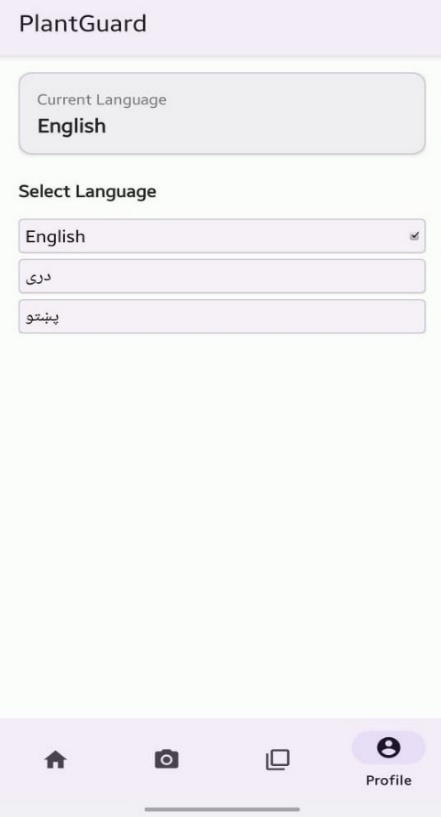 PlantGuard
Current Language
English
Select Language
English
دری
پښتو
Profile